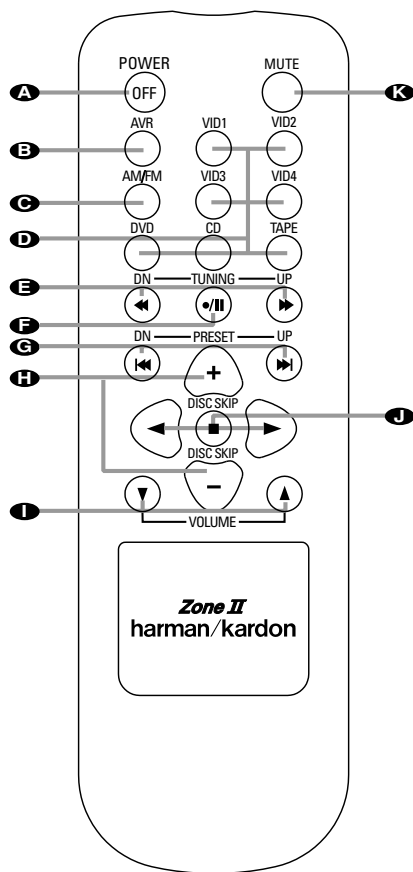 POWER MUTE
A OFF K
AVR VID1 VID2
B
AM/FM VID3 VID4
C
D DVD CD TAPE
E DN TUNING UP
F
G DN PRESET UP
H +
DISC SKIP
J
DISC SKIP
−
I VOLUME
Zone II
harman/kardon